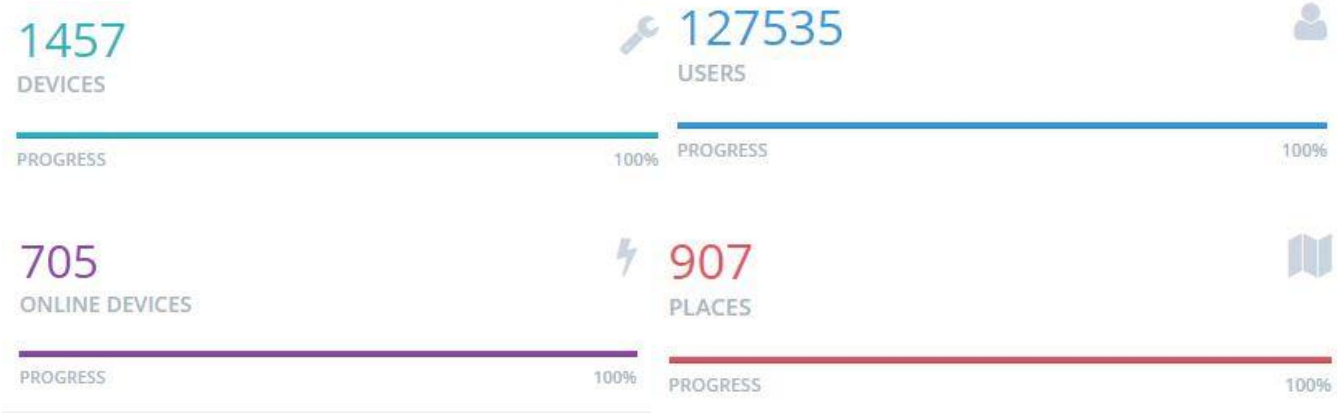 1457
DEVICES
PROGRESS 100%
127535
USERS
PROGRESS 100%
705
ONLINE DEVICES
PROGRESS 100%
907
PLACES
PROGRESS 100%